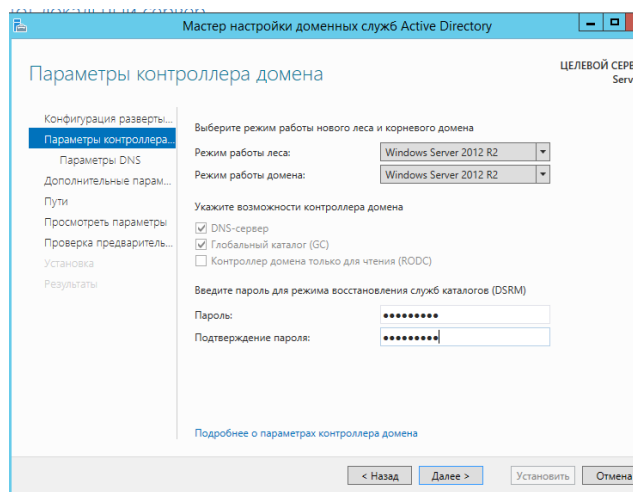 Мастер настройки доменных служб Active Directory
Параметры контроллера домена
ЦЕЛЕВОЙ СЕРВ
Serv
Конфигурация разверты...
Параметры контроллера...
Параметры DNS
Дополнительные парам...
Пути
Просмотреть параметры
Проверка предваритель...
Установка
Результаты
Выберите режим работы нового леса и корневого домена
Режим работы леса: Windows Server 2012 R2
Режим работы домена: Windows Server 2012 R2
Укажите возможности контроллера домена
DNS-сервер
Глобальный каталог (GC)
Контроллер домена только для чтения (RODC)
Введите пароль для режима восстановления служб каталогов (DSRM)
Пароль: •••••••••
Подтверждение пароля: •••••••••
Подробнее о параметрах контроллера домена
< Назад Далее > Установить Отмена